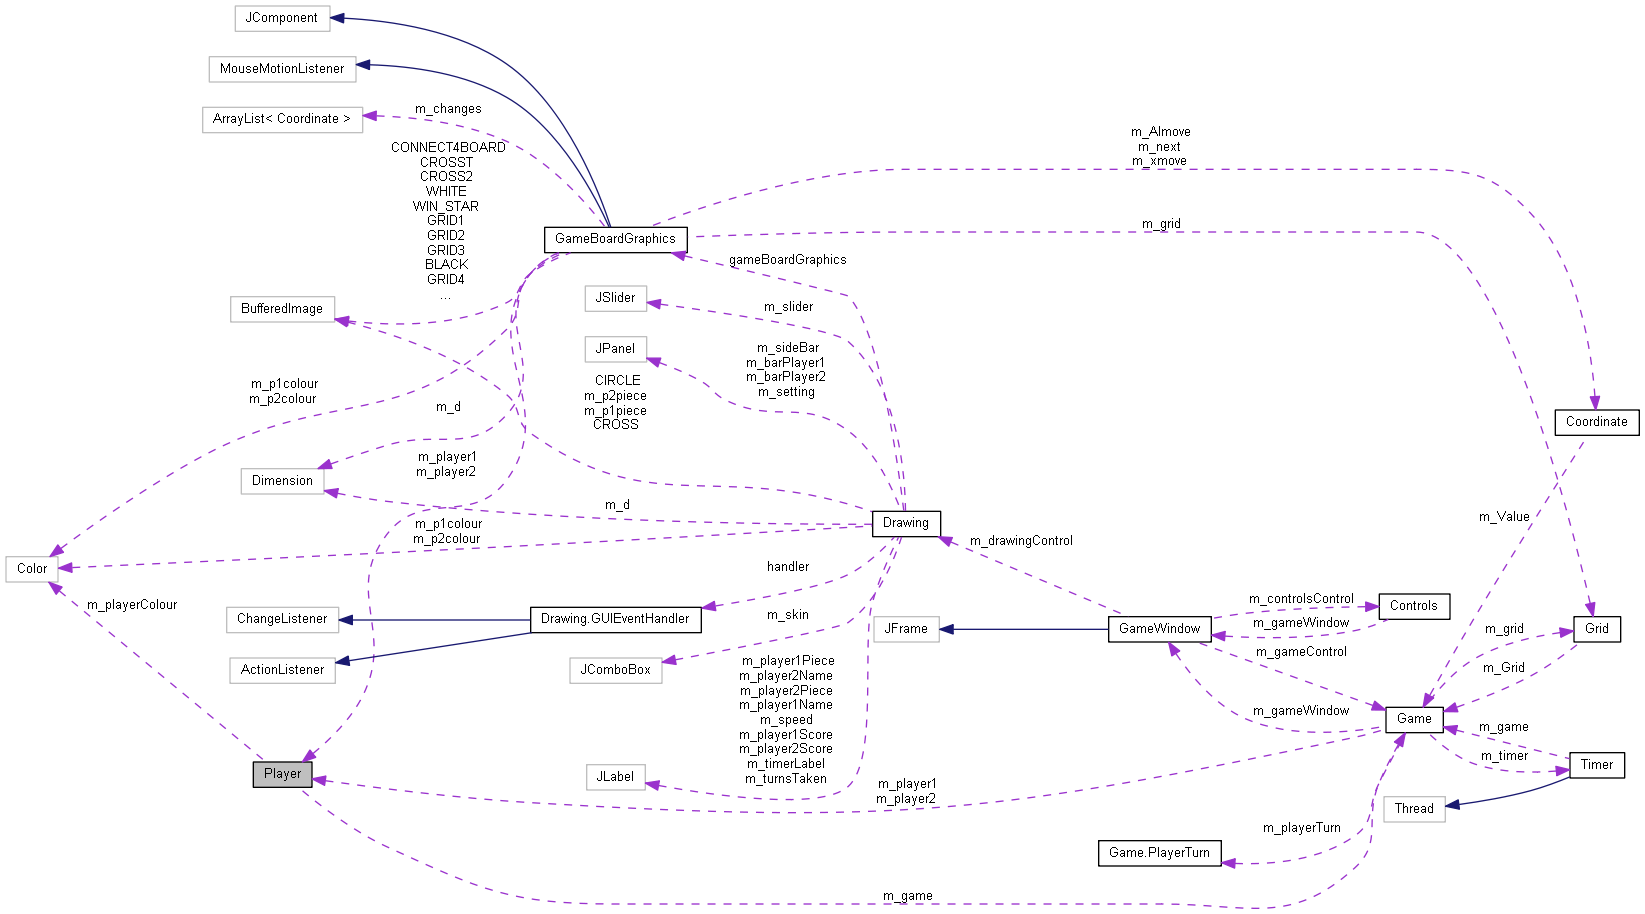 JComponent
MouseMotionListener
ArrayList< Coordinate >
m_changes
CONNECT4BOARD
CROSST
CROSS2
WHITE
WIN_STAR
GRID1
GRID2
GRID3
BLACK
GRID4
...
m_AImove
m_next
m_xmove
m_grid
GameBoardGraphics
gameBoardGraphics
BufferedImage
JSlider
m_slider
JPanel
m_sideBar
m_barPlayer1
m_barPlayer2
m_setting
CIRCLE
m_p2piece
m_p1piece
CROSS
m_p1colour
m_p2colour
m_d
Coordinate
m_player1
m_player2
Dimension
m_d
m_p1colour
m_p2colour
Drawing
m_Value
m_drawingControl
Color
handler
m_playerColour
ChangeListener
Drawing.GUIEventHandler
m_skin
JFrame
GameWindow
m_controlsControl
m_gameWindow
Controls
Grid
m_grid
m_gameControl
ActionListener
JComboBox
m_Grid
m_player1Piece
m_player2Name
m_player2Piece
m_player1Name
m_speed
m_player1Score
m_player2Score
m_timerLabel
m_turnsTaken
m_gameWindow
Game
m_game
m_timer
Timer
Player
JLabel
m_player1
m_player2
Thread
m_playerTurn
Game.PlayerTurn
m_game